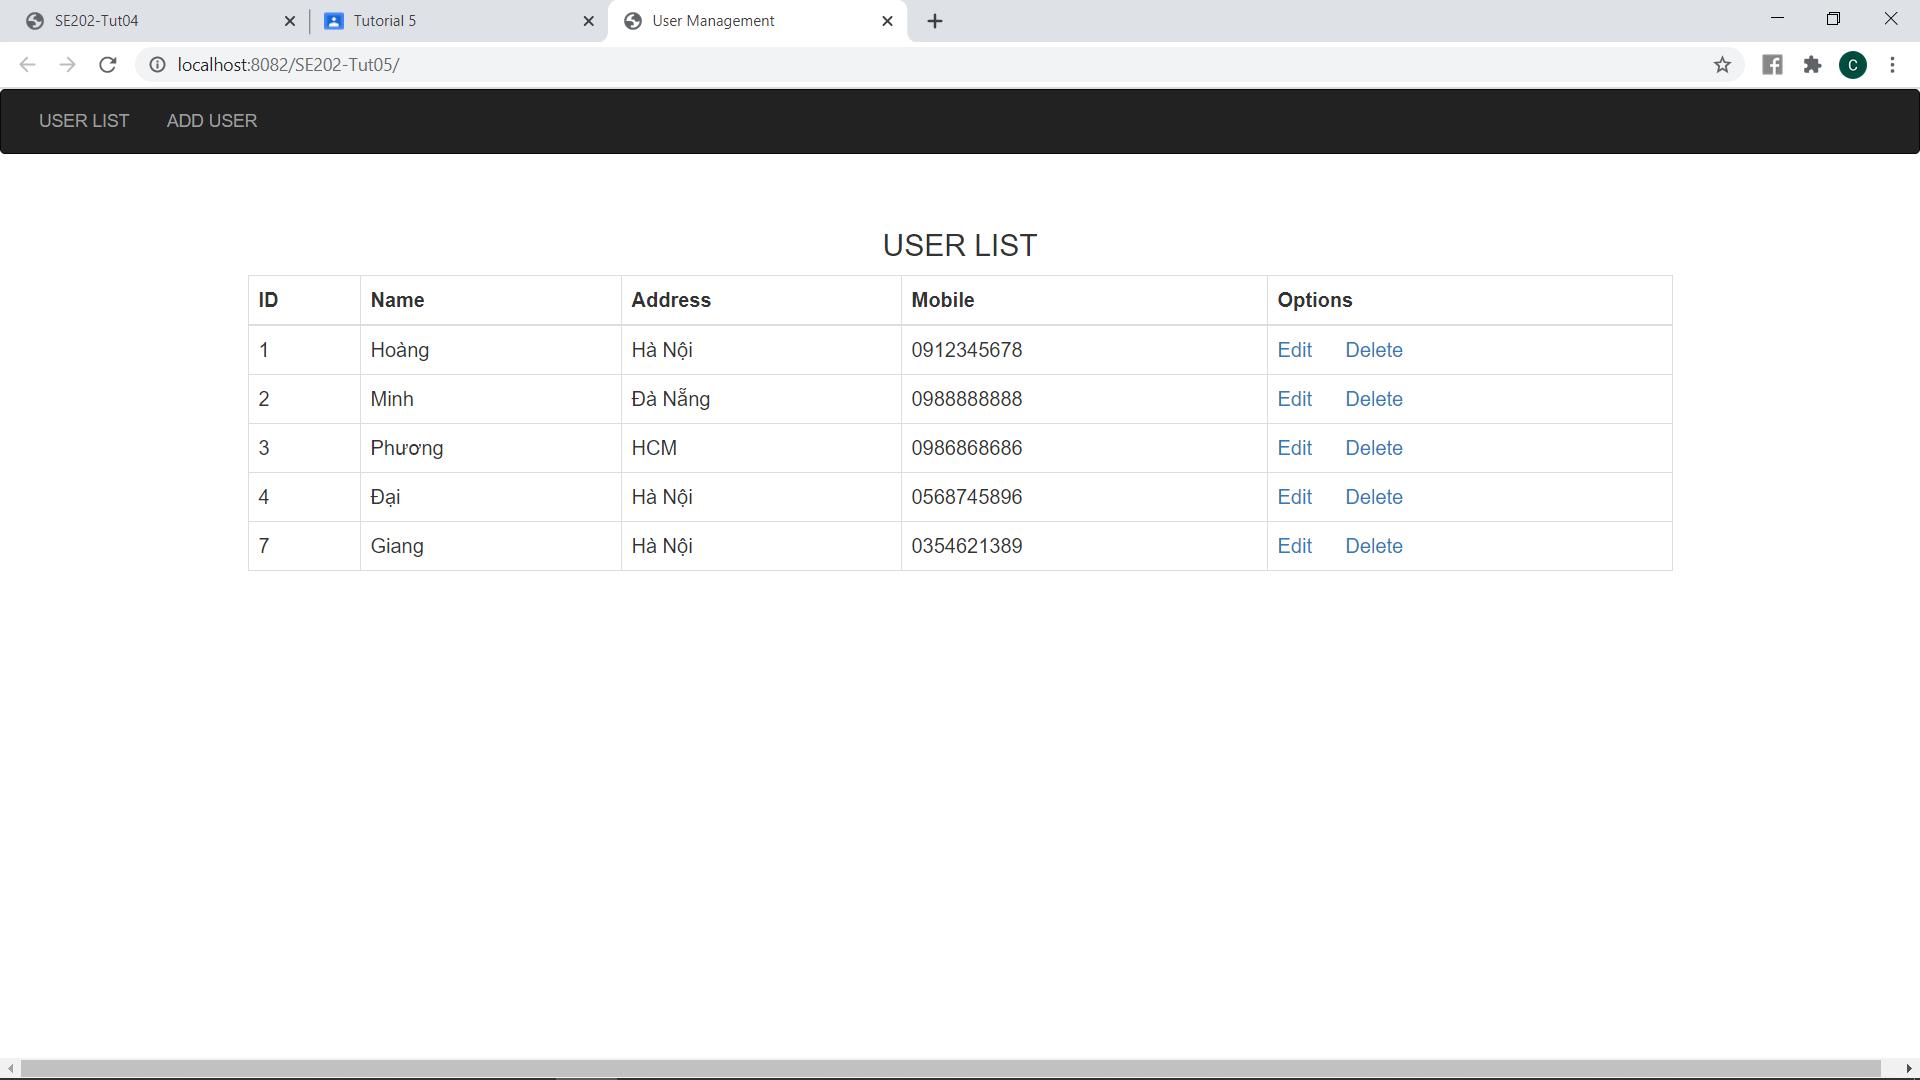 SE202-Tut04 Tutorial 5 User Management
localhost:8082/SE202-Tut05/ C
USER LIST ADD USER
USER LIST
ID Name Address Mobile Options
1 Hoàng Hà Nội 0912345678 Edit Delete
2 Minh Đà Nẵng 0988888888 Edit Delete
3 Phương HCM 0986868686 Edit Delete
4 Đại Hà Nội 0568745896 Edit Delete
7 Giang Hà Nội 0354621389 Edit Delete